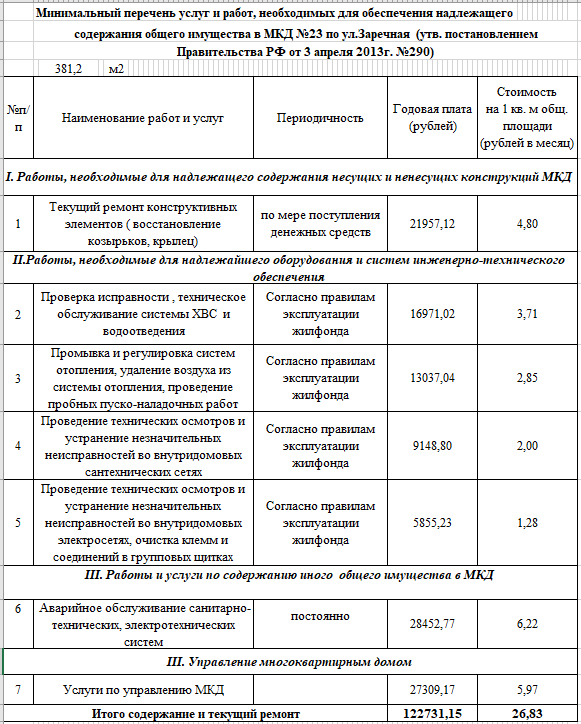 Минимальный перечень услуг и работ, необходимых для обеспечения надлежащего
содержания общего имущества в МКД №23 по ул.Заречная (утв. постановлением
Правительства РФ от 3 апреля 2013г. №290)
381,2 м2
№п/п Наименование работ и услуг Периодичность Годовая плата (рублей) Стоимость на 1 кв. м общ. площади (рублей в месяц)
I. Работы, необходимые для надлежащего содержания несущих и ненесущих конструкций МКД
1 Текущий ремонт конструктивных элементов ( восстановление козырьков, крылец) по мере поступления денежных средств 21957,12 4,80
II.Работы, необходимые для надлежайшего оборудования и систем инженерно-технического
обеспечения
2 Проверка исправности , техническое обслуживание системы ХВС и водоотведения Согласно правилам эксплуатации жилфонда 16971,02 3,71
3 Промывка и регулировка систем отопления, удаление воздуха из системы отопления, проведение пробных пуско-наладочных работ Согласно правилам эксплуатации жилфонда 13037,04 2,85
4 Проведение технических осмотров и устранение незначительных неисправностей во внутридомовых сантехнических сетях Согласно правилам эксплуатации жилфонда 9148,80 2,00
5 Проведение технических осмотров и устранение незначительных неисправностей во внутридомовых электросетях, очистка клемм и соединений в групповых щитках Согласно правилам эксплуатации жилфонда 5855,23 1,28
III. Работы и услуги по содержанию иного общего имущества в МКД
6 Аварийное обслуживание санитарно-технических, электротехнических систем постоянно 28452,77 6,22
III. Управление многоквартирным домом
7 Услуги по управлению МКД 27309,17 5,97
Итого содержание и текущий ремонт 122731,15 26,83